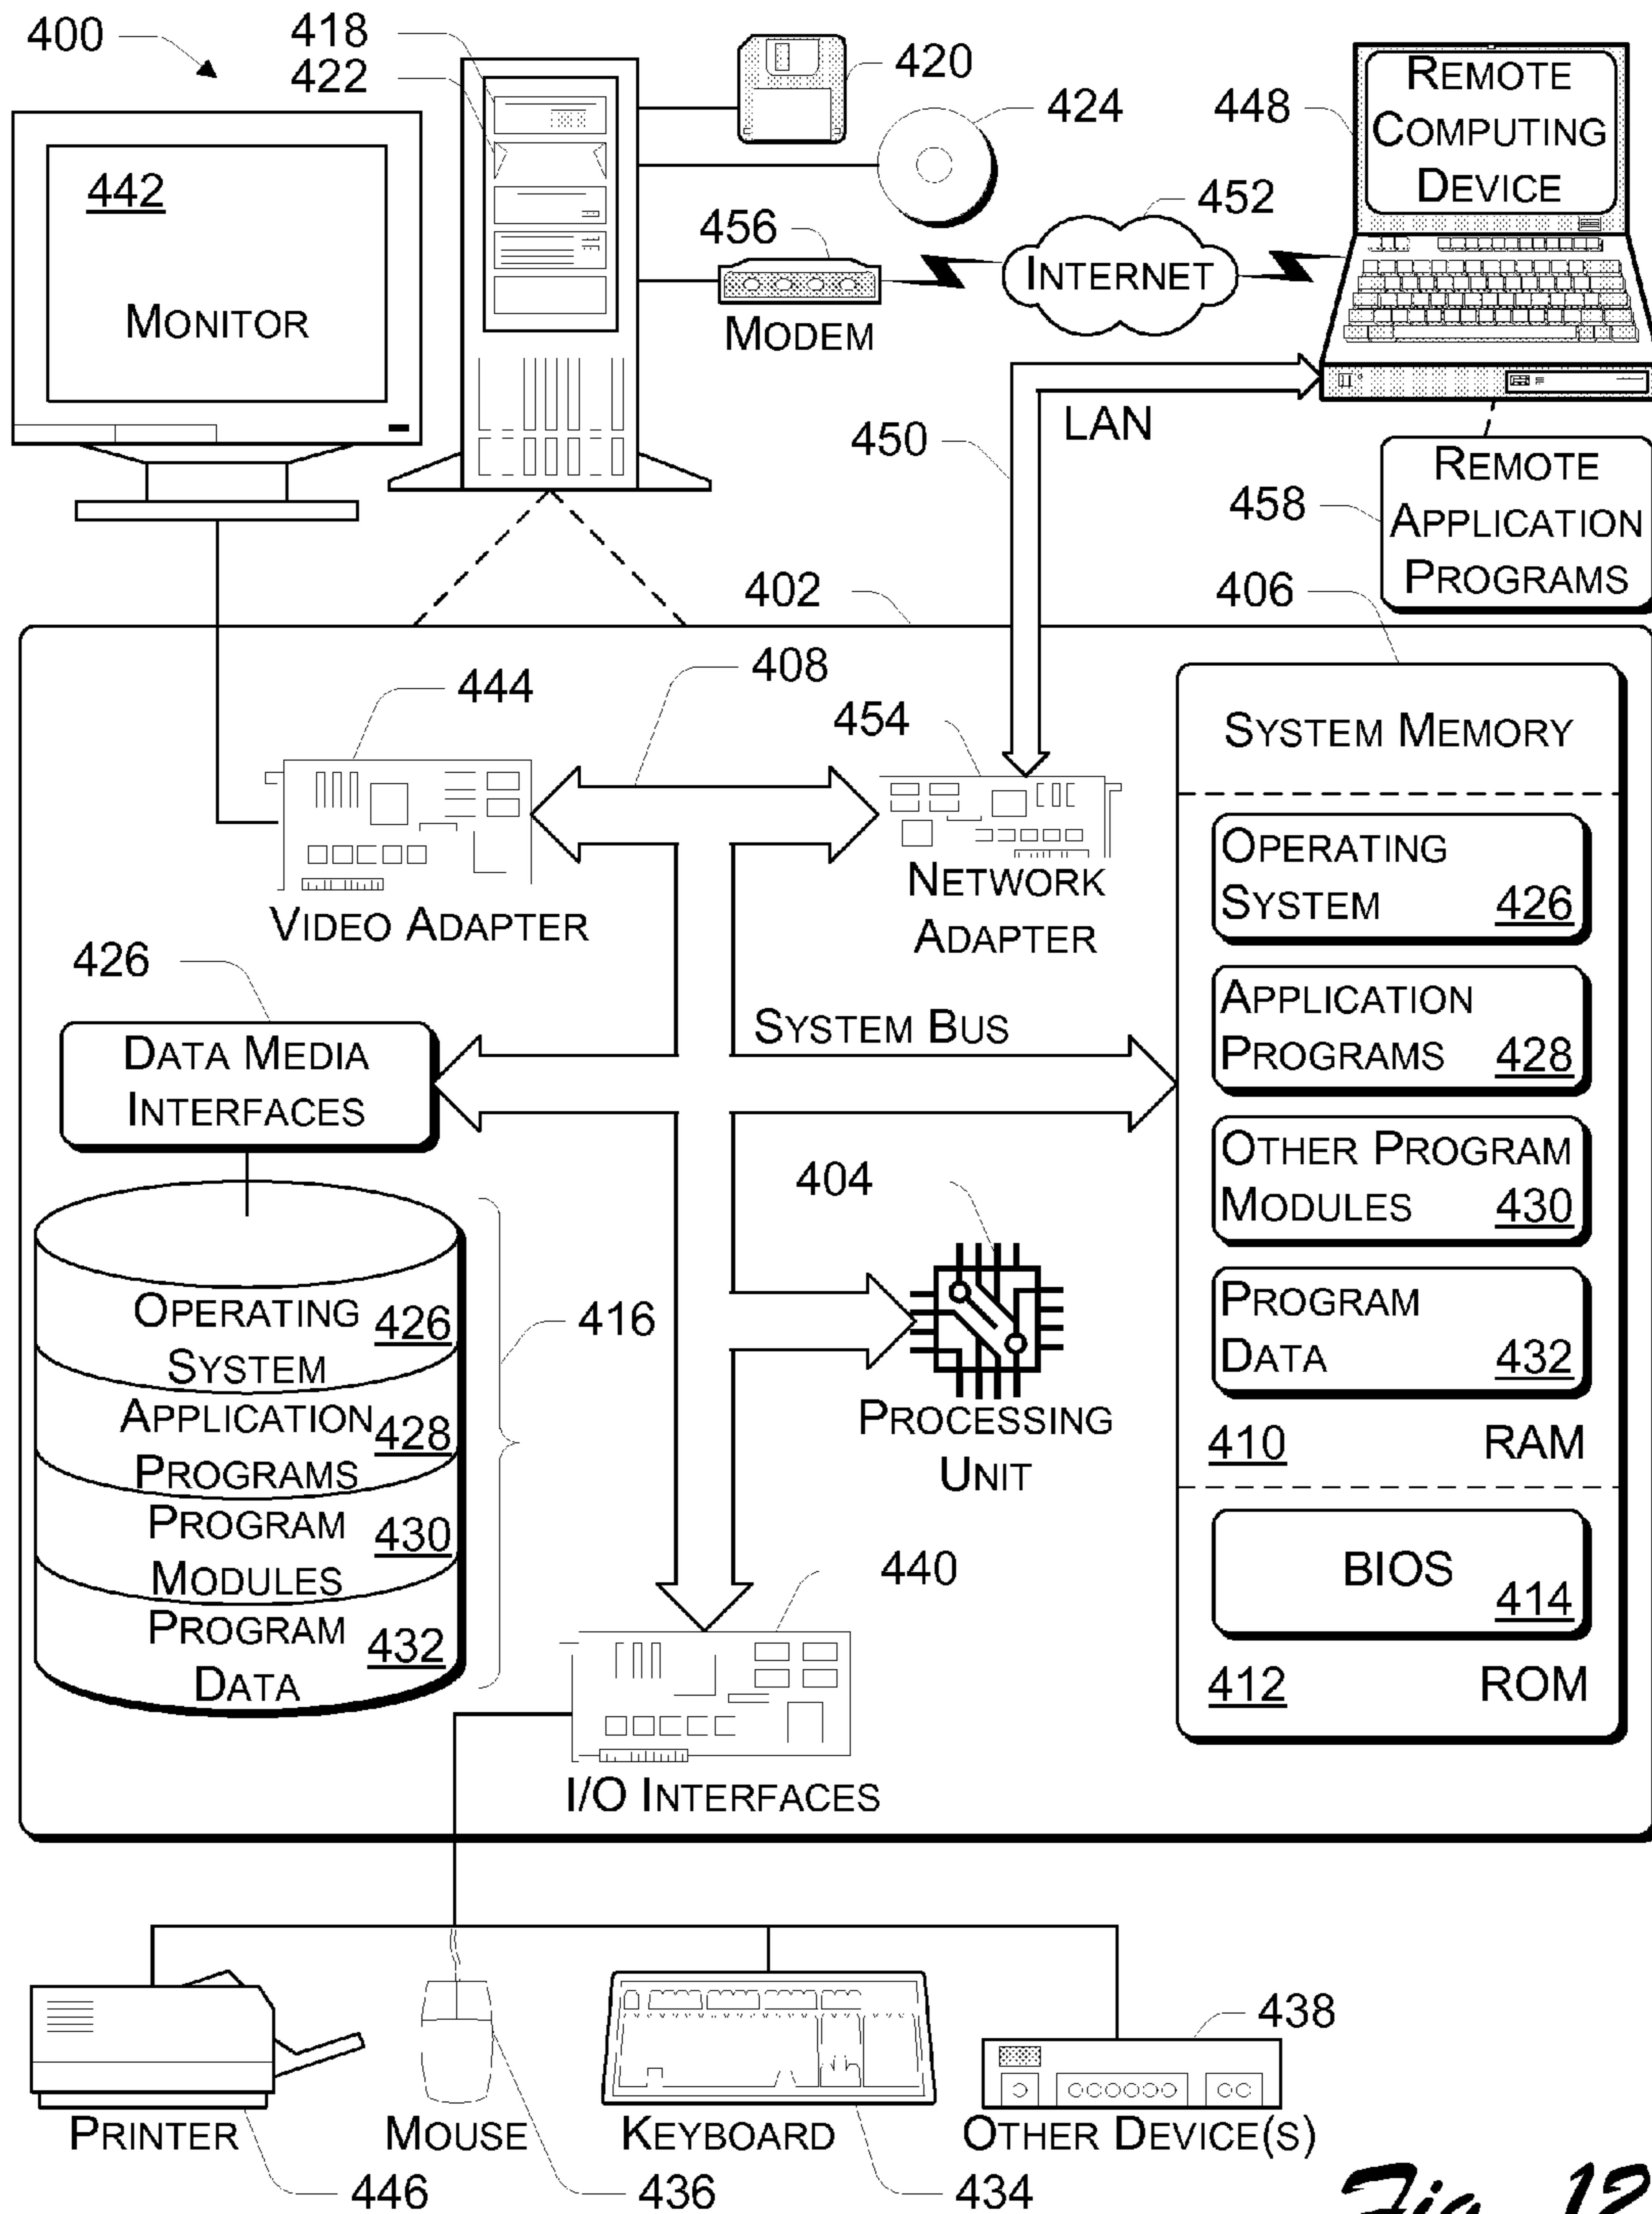 400
418
422
420
424
448
REMOTE
COMPUTING
DEVICE
442
MONITOR
456
MODEM
452
INTERNET
450
LAN
458
REMOTE
APPLICATION
PROGRAMS
402
406
444
408
454
VIDEO ADAPTER
NETWORK
ADAPTER
SYSTEM MEMORY
OPERATING
SYSTEM 426
APPLICATION
PROGRAMS 428
OTHER PROGRAM
MODULES 430
PROGRAM
DATA 432
410 RAM
BIOS
414
412 ROM
426
DATA MEDIA
INTERFACES
SYSTEM BUS
404
PROCESSING
UNIT
OPERATING 426
SYSTEM
APPLICATION 428
PROGRAMS
PROGRAM 430
MODULES
PROGRAM 432
DATA
416
440
I/O INTERFACES
PRINTER
446
MOUSE
436
KEYBOARD
434
438
OTHER DEVICE(S)
Fig. 12